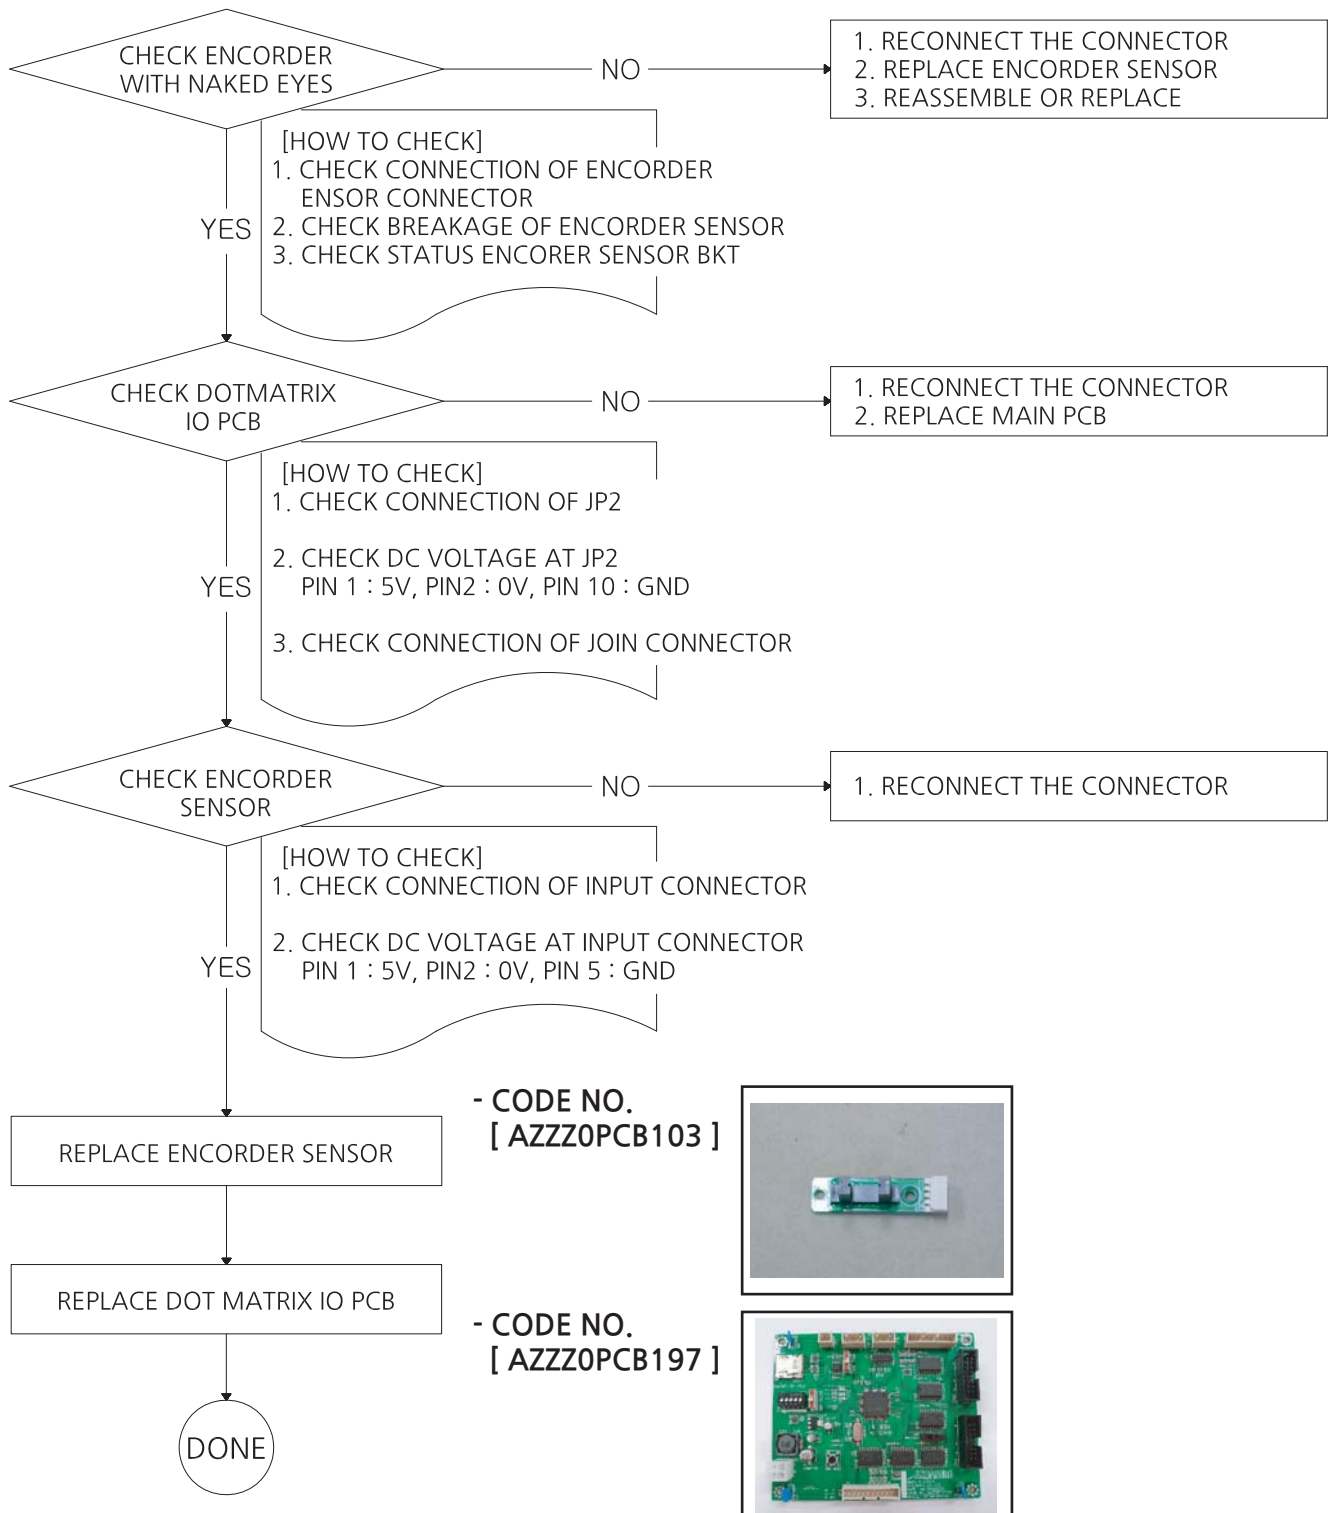 CHECK ENCORDER
WITH NAKED EYES
NO
1. RECONNECT THE CONNECTOR
2. REPLACE ENCORDER SENSOR
3. REASSEMBLE OR REPLACE
[HOW TO CHECK]
1. CHECK CONNECTION OF ENCORDER
ENSOR CONNECTOR
2. CHECK BREAKAGE OF ENCORDER SENSOR
3. CHECK STATUS ENCORER SENSOR BKT
YES
CHECK DOTMATRIX
IO PCB
NO
1. RECONNECT THE CONNECTOR
2. REPLACE MAIN PCB
[HOW TO CHECK]
1. CHECK CONNECTION OF JP2
2. CHECK DC VOLTAGE AT JP2
PIN 1 : 5V, PIN2 : 0V, PIN 10 : GND
3. CHECK CONNECTION OF JOIN CONNECTOR
YES
CHECK ENCORDER
SENSOR
NO
1. RECONNECT THE CONNECTOR
[HOW TO CHECK]
1. CHECK CONNECTION OF INPUT CONNECTOR
2. CHECK DC VOLTAGE AT INPUT CONNECTOR
PIN 1 : 5V, PIN2 : 0V, PIN 5 : GND
YES
REPLACE ENCORDER SENSOR
- CODE NO.
[ AZZZ0PCB103 ]
REPLACE DOT MATRIX IO PCB
- CODE NO.
[ AZZZ0PCB197 ]
DONE